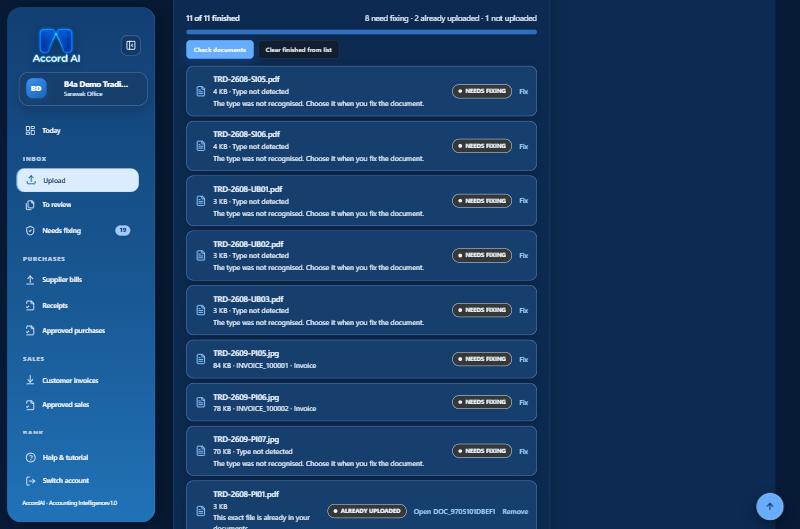 Accord AI
BD
B4a Demo Tradi...
Sarawak Office
Today
INBOX
Upload
To review
Needs fixing
19
PURCHASES
Supplier bills
Receipts
Approved purchases
SALES
Customer invoices
Approved sales
BANK
Help & tutorial
Switch account
AccordAI · Accounting Intelligence v1.0
11 of 11 finished
8 need fixing · 2 already uploaded · 1 not uploaded
Check documents
Clear finished from list
TRD-2608-SI05.pdf
4 KB · Type not detected
The type was not recognised. Choose it when you fix the document.
NEEDS FIXING
Fix
TRD-2608-SI06.pdf
4 KB · Type not detected
The type was not recognised. Choose it when you fix the document.
NEEDS FIXING
Fix
TRD-2608-UB01.pdf
3 KB · Type not detected
The type was not recognised. Choose it when you fix the document.
NEEDS FIXING
Fix
TRD-2608-UB02.pdf
3 KB · Type not detected
The type was not recognised. Choose it when you fix the document.
NEEDS FIXING
Fix
TRD-2608-UB03.pdf
3 KB · Type not detected
The type was not recognised. Choose it when you fix the document.
NEEDS FIXING
Fix
TRD-2609-PI05.jpg
84 KB · INVOICE_100001 · Invoice
NEEDS FIXING
Fix
TRD-2609-PI06.jpg
78 KB · INVOICE_100002 · Invoice
NEEDS FIXING
Fix
TRD-2609-PI07.jpg
70 KB · Type not detected
The type was not recognised. Choose it when you fix the document.
NEEDS FIXING
Fix
TRD-2608-PI01.pdf
3 KB
This exact file is already in your
documents.
ALREADY UPLOADED
Open DOC_9705101DBEF1
Remove